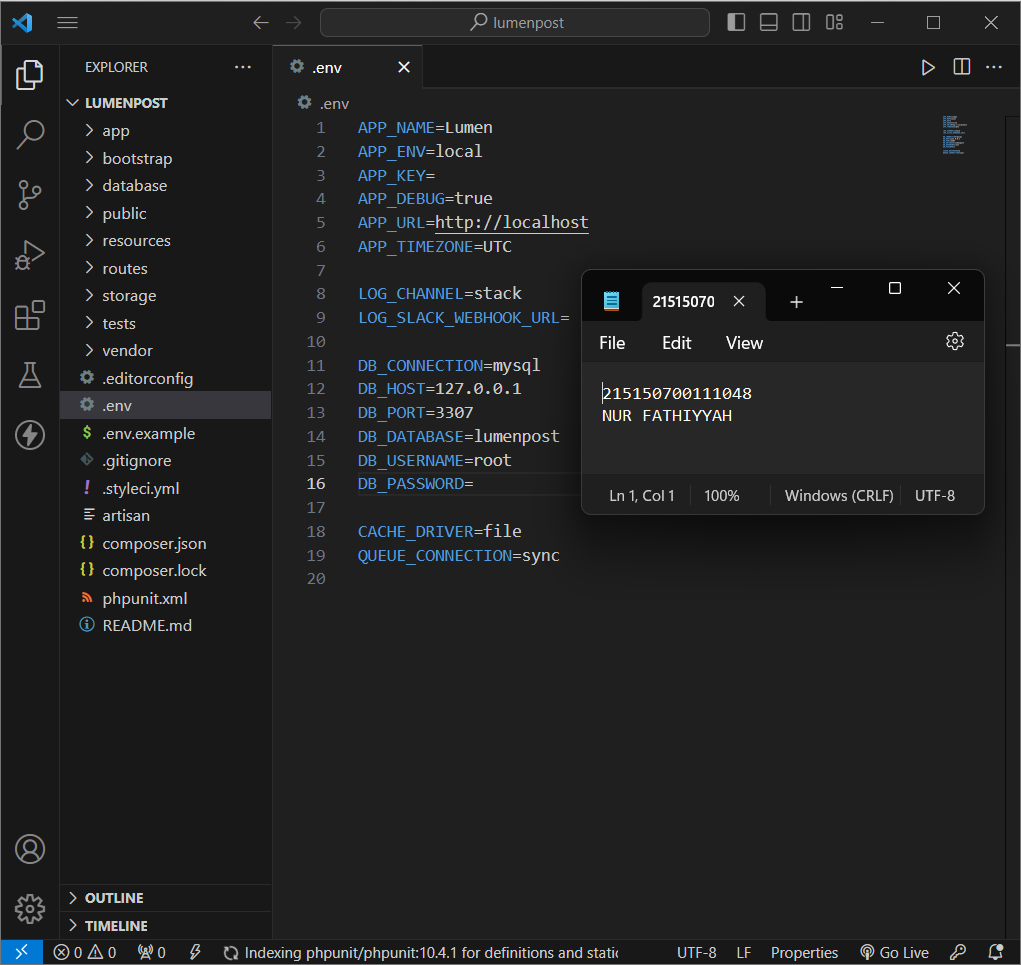 lumenpost
EXPLORER
LUMENPOST
app
bootstrap
database
public
resources
routes
storage
tests
vendor
.editorconfig
.env
.env.example
.gitignore
.styleci.yml
artisan
composer.json
composer.lock
phpunit.xml
README.md
OUTLINE
TIMELINE
.env
.env
1 APP_NAME=Lumen
2 APP_ENV=local
3 APP_KEY=
4 APP_DEBUG=true
5 APP_URL=http://localhost
6 APP_TIMEZONE=UTC
7
8 LOG_CHANNEL=stack
9 LOG_SLACK_WEBHOOK_URL=
10
11 DB_CONNECTION=mysql
12 DB_HOST=127.0.0.1
13 DB_PORT=3307
14 DB_DATABASE=lumenpost
15 DB_USERNAME=root
16 DB_PASSWORD=
17
18 CACHE_DRIVER=file
19 QUEUE_CONNECTION=sync
20
21515070
File Edit View
215150700111048
NUR FATHIYYAH
Ln 1, Col 1 100% Windows (CRLF) UTF-8
0 0 0 Indexing phpunit/phpunit:10.4.1 for definitions and static UTF-8 LF Properties Go Live